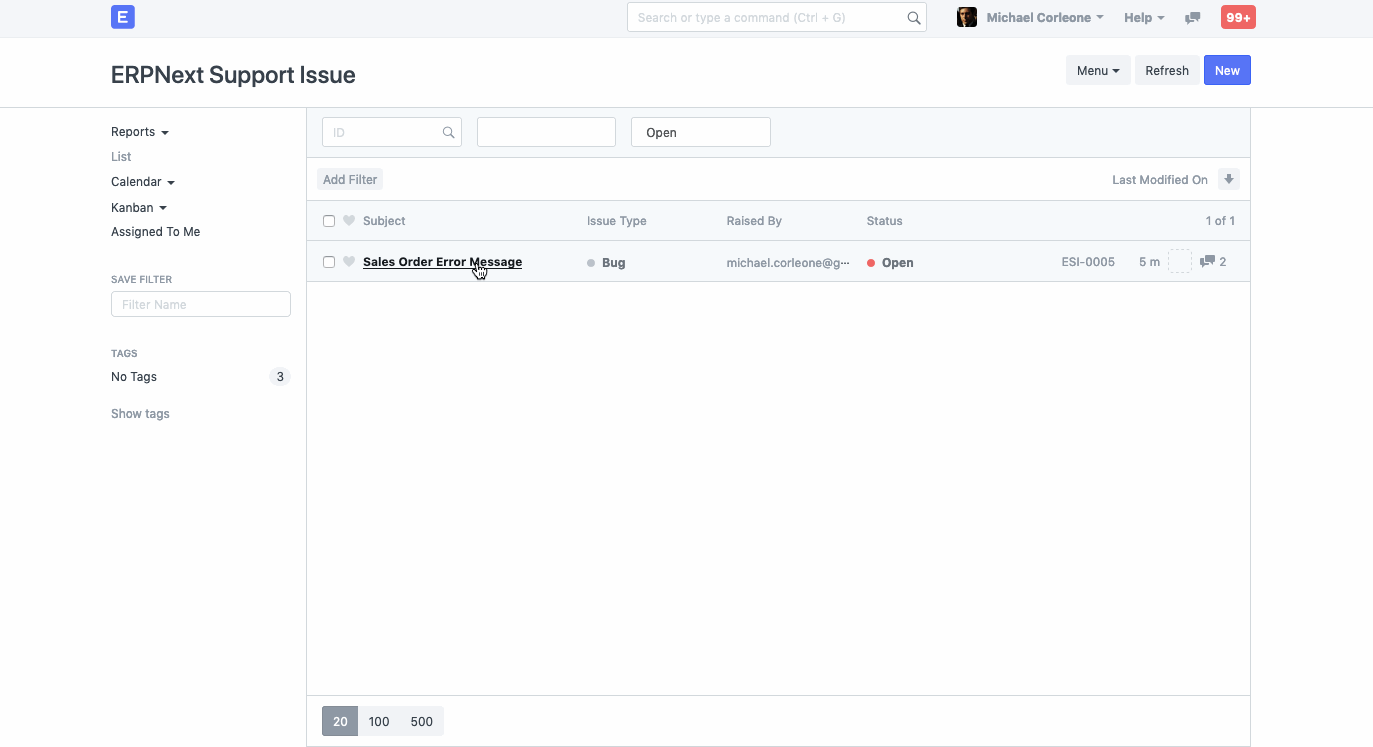 E
Search or type a command (Ctrl + G)
Michael Corleone
Help
99+
ERPNext Support Issue
Menu
Refresh
New
Reports
List
Calendar
Kanban
Assigned To Me
SAVE FILTER
Filter Name
TAGS
No Tags 3
Show tags
ID
Open
Add Filter
Last Modified On
Subject Issue Type Raised By Status 1 of 1
Sales Order Error Message Bug michael.corleone@g... Open ESI-0005 5 m 2
20 100 500